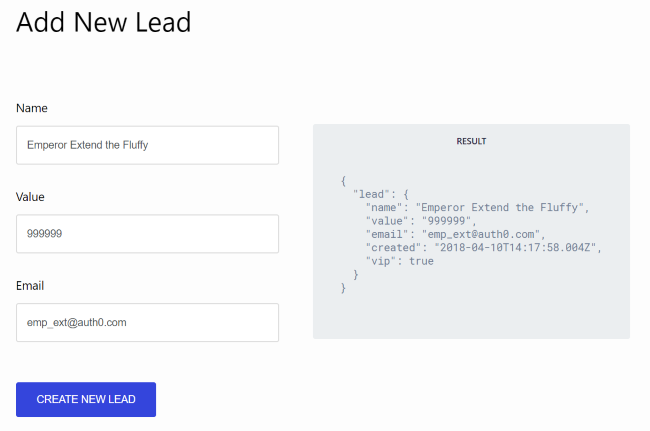 Add New Lead
Name
Emperor Extend the Fluffy
Value
999999
Email
emp_ext@auth0.com
CREATE NEW LEAD
RESULT
{
"lead": {
"name": "Emperor Extend the Fluffy",
"value": "999999",
"email": "emp_ext@auth0.com",
"created": "2018-04-10T14:17:58.004Z",
"vip": true
}
}